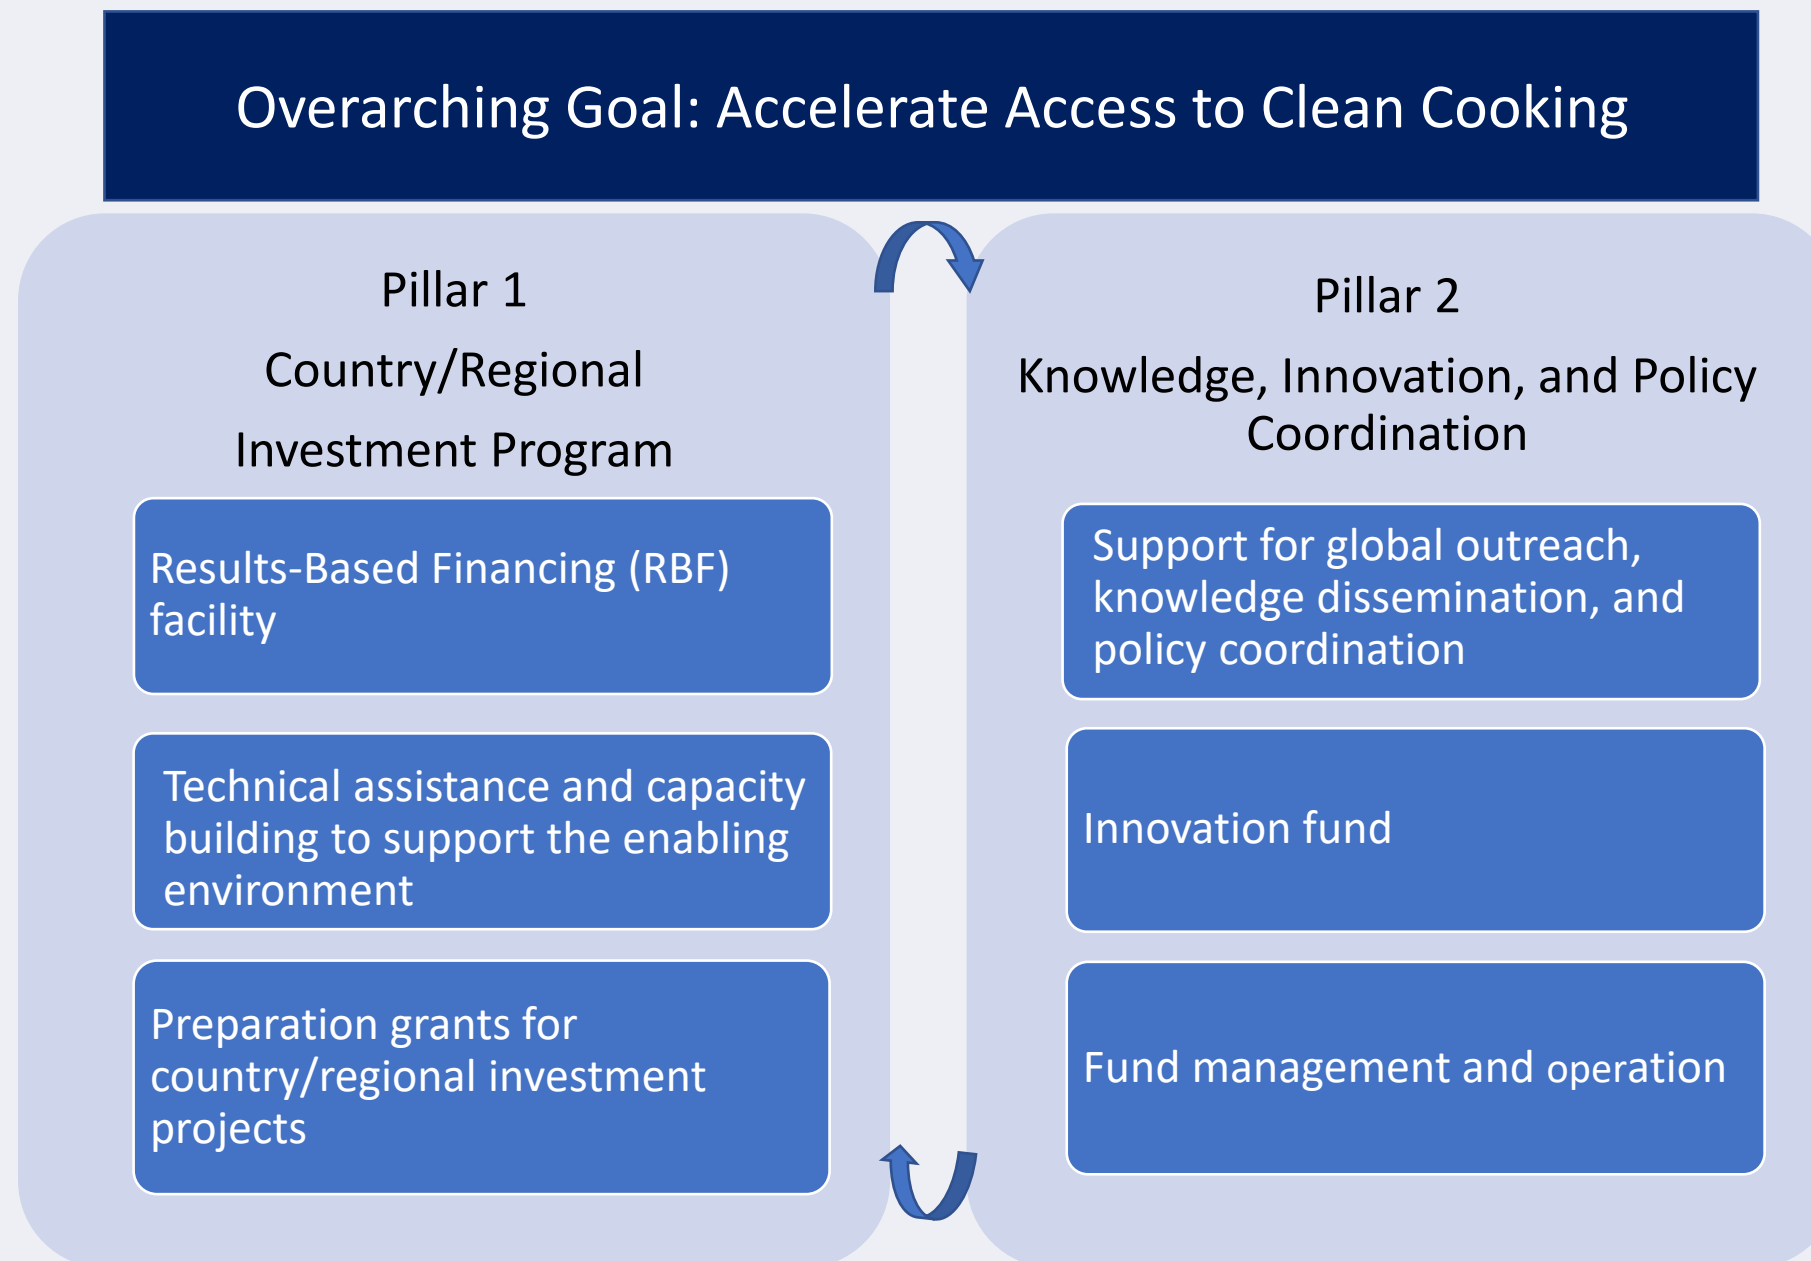 Overarching Goal: Accelerate Access to Clean Cooking
Pillar 1
Country/Regional
Investment Program
Results-Based Financing (RBF)
facility
Technical assistance and capacity
building to support the enabling
environment
Preparation grants for
country/regional investment
projects
Pillar 2
Knowledge, Innovation, and Policy
Coordination
Support for global outreach,
knowledge dissemination, and
policy coordination
Innovation fund
Fund management and operation